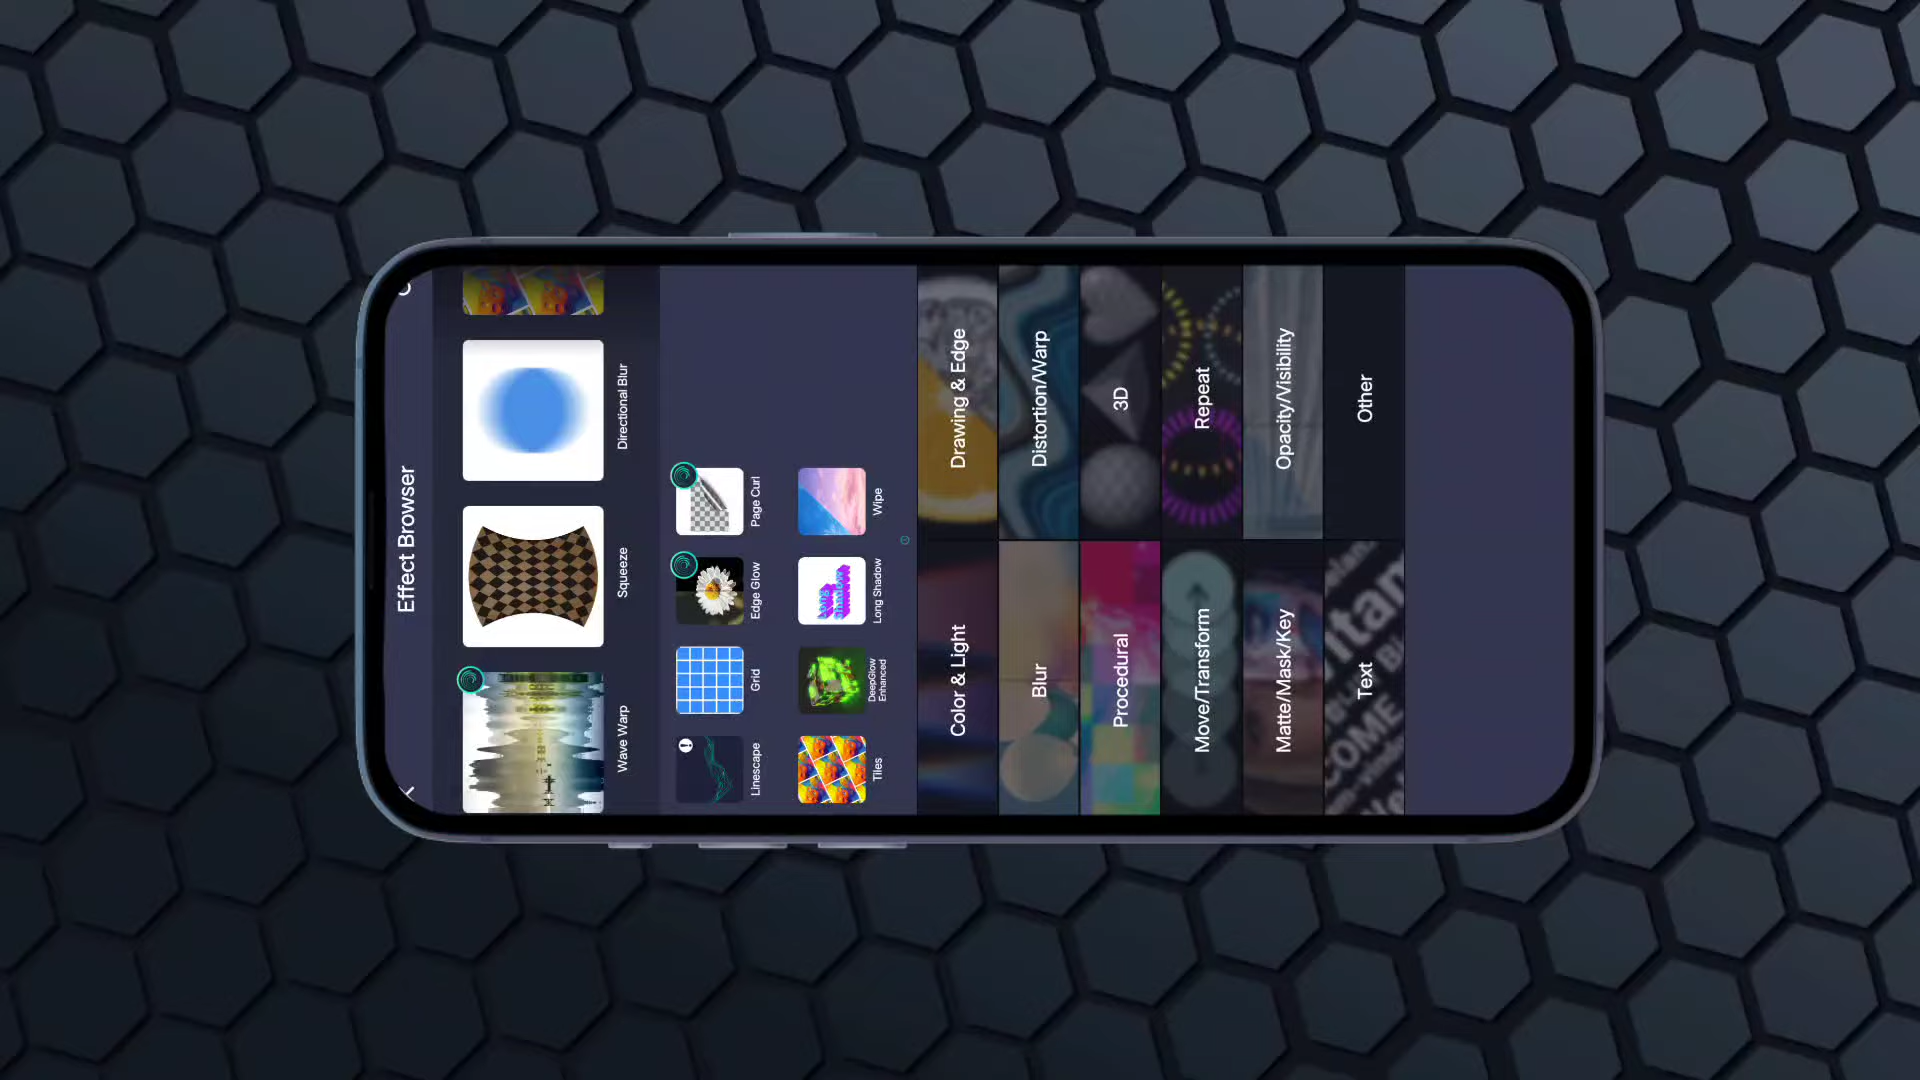 Effect Browser
Wave Warp
Squeeze
Directional Blur
Linescape
Grid
Edge Glow
Page Curl
Tiles
DeepGlow
Enhanced
Long Shadow
Wipe
Color & Light
Drawing & Edge
Blur
Distortion/Warp
Procedural
3D
Move/Transform
Repeat
Matte/Mask/Key
Opacity/Visibility
Text
Other